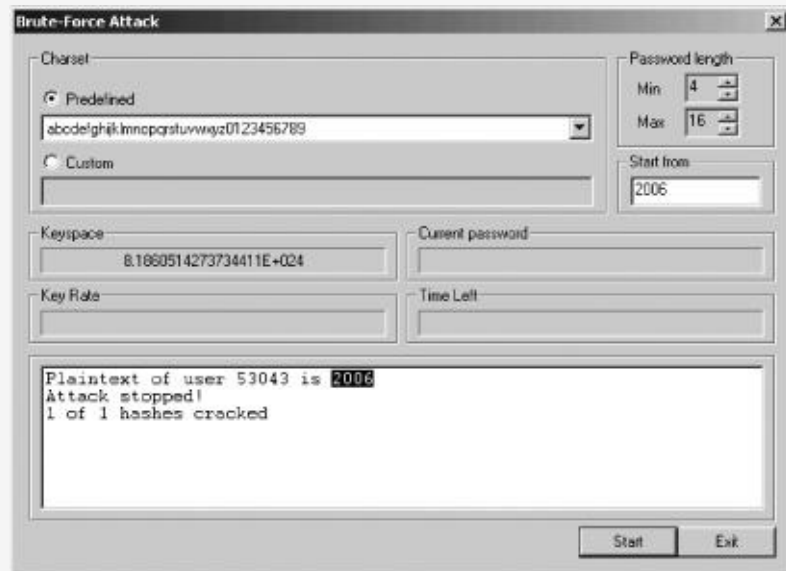 Brute-Force Attack
Charset
Predefined
abcdefghijklmnopqrstuvwxyz0123456789
Custom
Password length
Min 4
Max 16
Start from
2006
Keyspace
8.1860514273734411E+024
Current password
Key Rate
Time Left
Plaintext of user 53043 is 2006
Attack stopped!
1 of 1 hashes cracked
Start
Exit